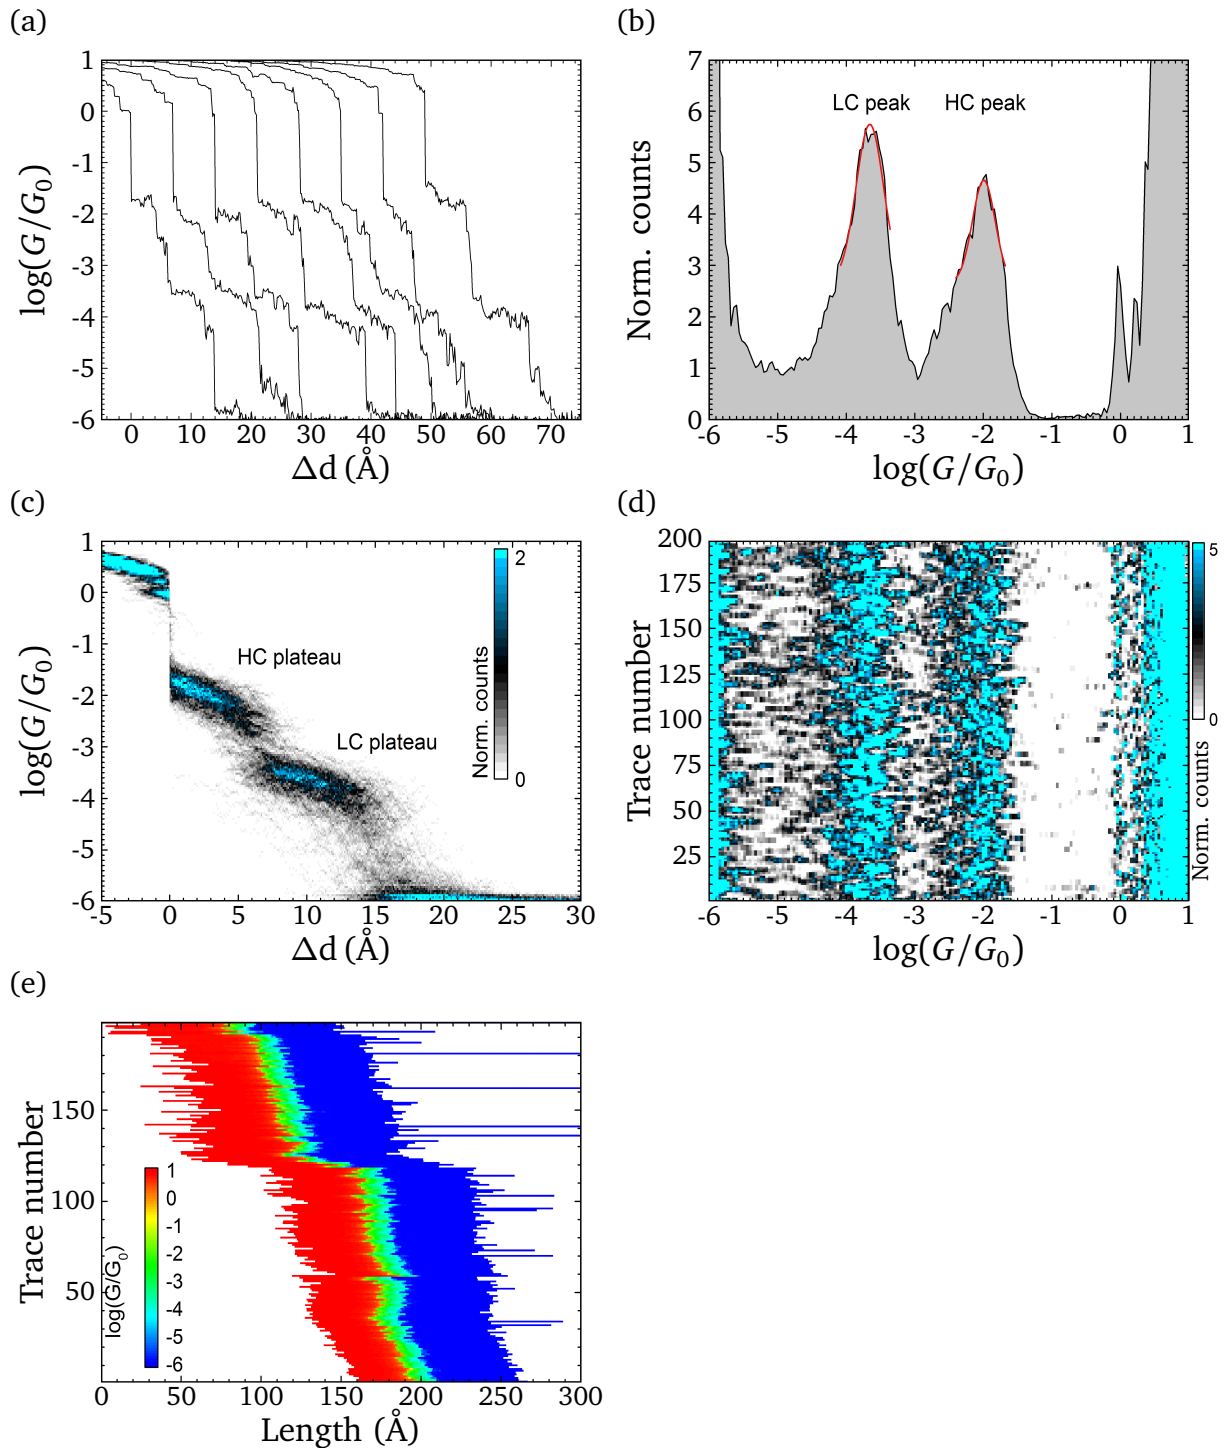 (a)
1
0
-1
-2
-3
-4
-5
-6
log(G/G0)
0 10 20 30 40 50 60 70
Δd (Å)
(b)
7
6
5
4
3
2
1
0
Norm. counts
LC peak HC peak
-6 -5 -4 -3 -2 -1 0 1
log(G/G0)
(c)
1
0
-1
-2
-3
-4
-5
-6
log(G/G0)
HC plateau
LC plateau
2
0
Norm. counts
-5 0 5 10 15 20 25 30
Δd (Å)
(d)
200
175
150
125
100
75
50
25
Trace number
5
0
Norm. counts
-6 -5 -4 -3 -2 -1 0 1
log(G/G0)
(e)
150
100
50
Trace number
1
0
-1
-2
-3
-4
-5
-6
log(G/G0)
0 50 100 150 200 250 300
Length (Å)